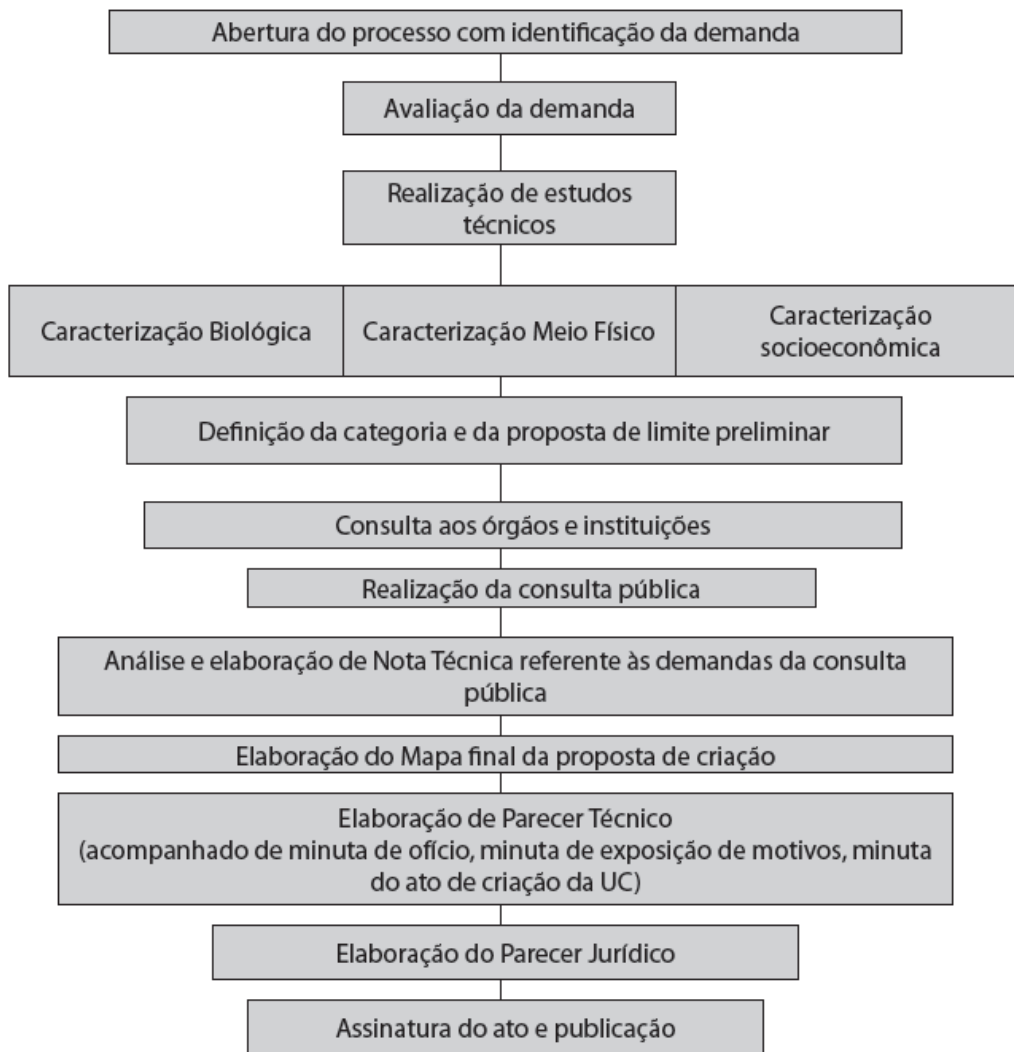 Abertura do processo com identificação da demanda
Avaliação da demanda
Realização de estudos
técnicos
Caracterização Biológica
Caracterização Meio Físico
Caracterização
socioeconômica
Definição da categoria e da proposta de limite preliminar
Consulta aos órgãos e instituições
Realização da consulta pública
Análise e elaboração de Nota Técnica referente às demandas da consulta
pública
Elaboração do Mapa final da proposta de criação
Elaboração de Parecer Técnico
(acompanhado de minuta de ofício, minuta de exposição de motivos, minuta
do ato de criação da UC)
Elaboração do Parecer Jurídico
Assinatura do ato e publicação